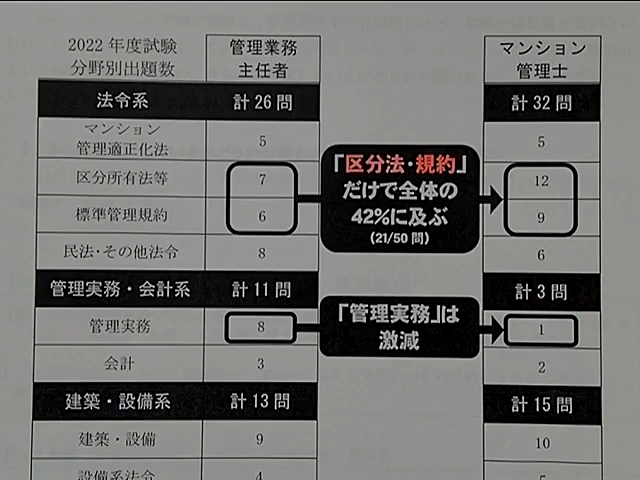 2022 年度試験
分野別出題数
管理業務
主任者
マンション
管理士
法令系
計 26 問
計 32 問
マンション
管理適正化法
5
5
区分所有法等
7
12
標準管理規約
6
9
民法・その他法令
8
6
「区分法・規約」
だけで全体の
42%に及ぶ
(21/50 問)
管理実務・会計系
計 11 問
計 3 問
管理実務
8
1
「管理実務」は
激減
会計
3
2
建築・設備系
計 13 問
計 15 問
建築・設備
9
10
設備系法令
4
5